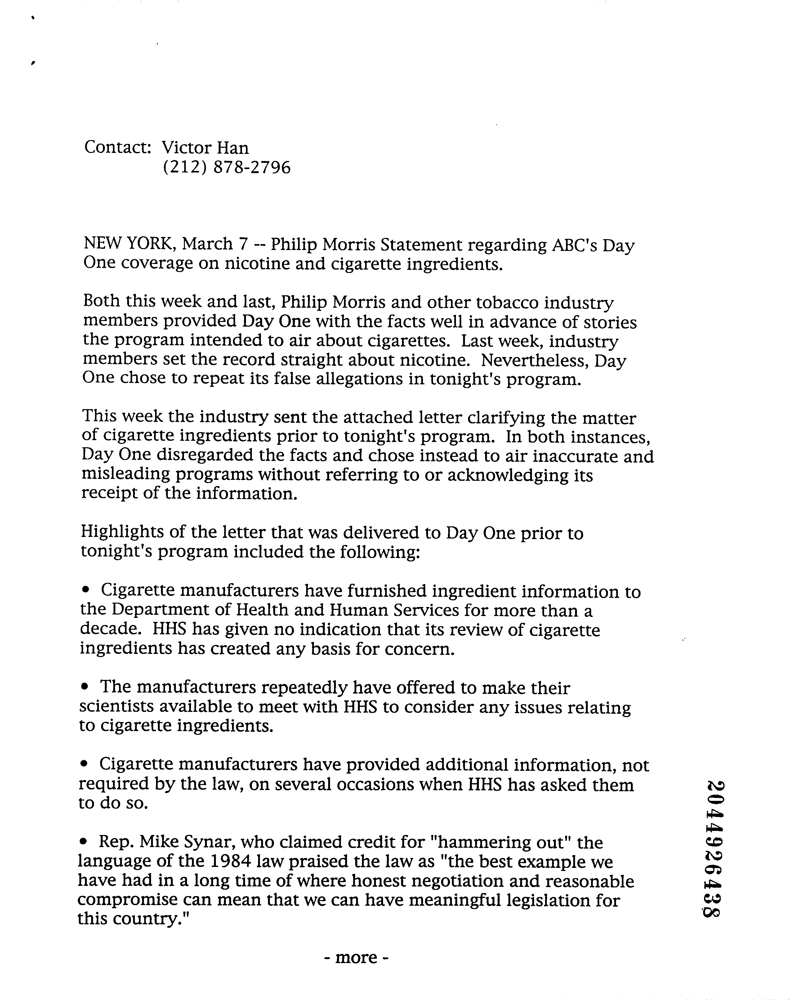 Contact: Victor Han
(212) 878-2796
NEW YORK, March 7 -- Philip Morris Statement regarding ABC's Day
One coverage on nicotine and cigarette ingredients.
Both this week and last, Philip Morris and other tobacco industry
members provided Day One with the facts well in advance of stories
the program intended to air about cigarettes. Last week, industry
members set the record straight about nicotine. Nevertheless, Day
One chose to repeat its false allegations in tonight's program.
This week the industry sent the attached letter clarifying the matter
of cigarette ingredients prior to tonight's program. In both instances,
Day One disregarded the facts and chose instead to air inaccurate and
misleading programs without referring to or acknowledging its
receipt of the information.
Highlights of the letter that was delivered to Day One prior to
tonight's program included the following:
• Cigarette manufacturers have furnished ingredient information to
the Department of Health and Human Services for more than a
decade. HHS has given no indication that its review of cigarette
ingredients has created any basis for concern.
• The manufacturers repeatedly have offered to make their
scientists available to meet with HHS to consider any issues relating
to cigarette ingredients.
• Cigarette manufacturers have provided additional information, not
required by the law, on several occasions when HHS has asked them
to do so.
• Rep. Mike Synar, who claimed credit for "hammering out" the
language of the 1984 law praised the law as "the best example we
have had in a long time of where honest negotiation and reasonable
compromise can mean that we can have meaningful legislation for
this country."
- more -
2044926438